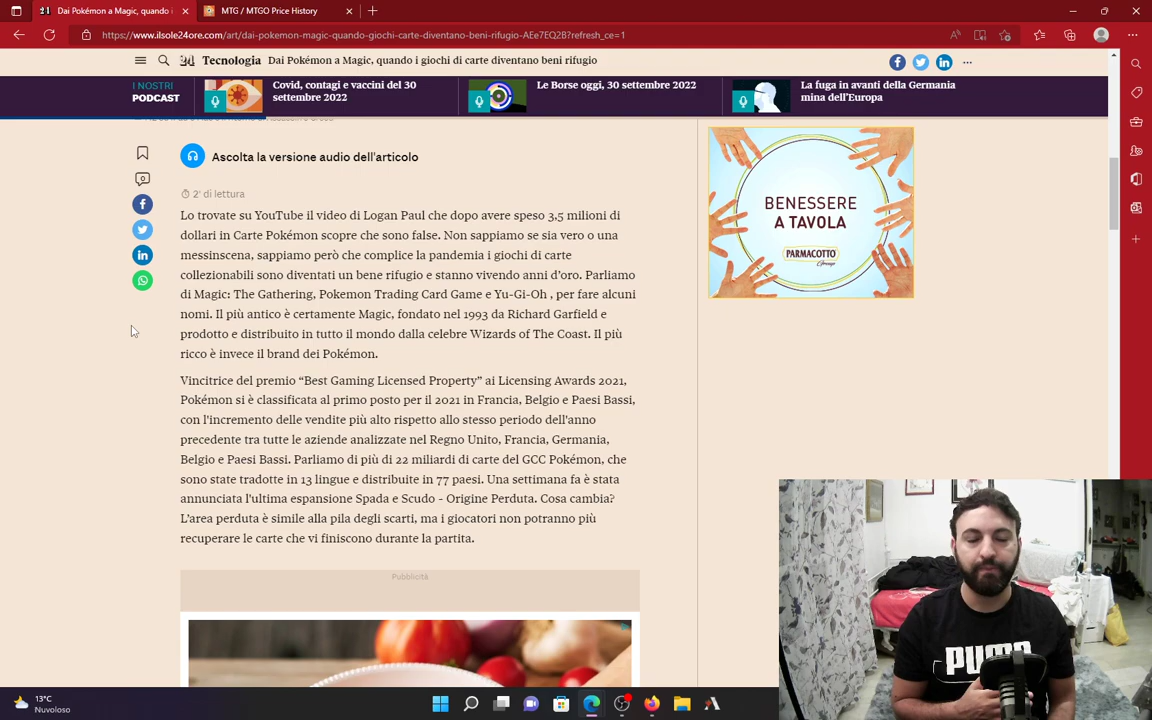 Dai Pokémon a Magic, quando i
MTG / MTGO Price History
https://www.ilsole24ore.com/art/dai-pokemon-magic-quando-giochi-carte-diventano-beni-rifugio-AEe7EQ2B?refresh_ce=1
24 Tecnologia Dai Pokémon a Magic, quando i giochi di carte diventano beni rifugio
I NOSTRI
PODCAST
Covid, contagi e vaccini del 30
settembre 2022
Le Borse oggi, 30 settembre 2022
La fuga in avanti della Germania
mina dell'Europa
Ascolta la versione audio dell'articolo
2' di lettura
Lo trovate su YouTube il video di Logan Paul che dopo avere speso 3,5 milioni di
dollari in Carte Pokémon scopre che sono false. Non sappiamo se sia vero o una
messinscena, sappiamo però che complice la pandemia i giochi di carte
collezionabili sono diventati un bene rifugio e stanno vivendo anni d'oro. Parliamo
di Magic: The Gathering, Pokemon Trading Card Game e Yu-Gi-Oh , per fare alcuni
nomi. Il più antico è certamente Magic, fondato nel 1993 da Richard Garfield e
prodotto e distribuito in tutto il mondo dalla celebre Wizards of The Coast. Il più
ricco è invece il brand dei Pokémon.
Vincitrice del premio “Best Gaming Licensed Property” ai Licensing Awards 2021,
Pokémon si è classificata al primo posto per il 2021 in Francia, Belgio e Paesi Bassi,
con l'incremento delle vendite più alto rispetto allo stesso periodo dell'anno
precedente tra tutte le aziende analizzate nel Regno Unito, Francia, Germania,
Belgio e Paesi Bassi. Parliamo di più di 22 miliardi di carte del GCC Pokémon, che
sono state tradotte in 13 lingue e distribuite in 77 paesi. Una settimana fa è stata
annunciata l'ultima espansione Spada e Scudo - Origine Perduta. Cosa cambia?
L'area perduta è simile alla pila degli scarti, ma i giocatori non potranno più
recuperare le carte che vi finiscono durante la partita.
Pubblicità
BENESSERE
A TAVOLA
PARMACOTTO
Group
PUMA
13°C
Nuvoloso